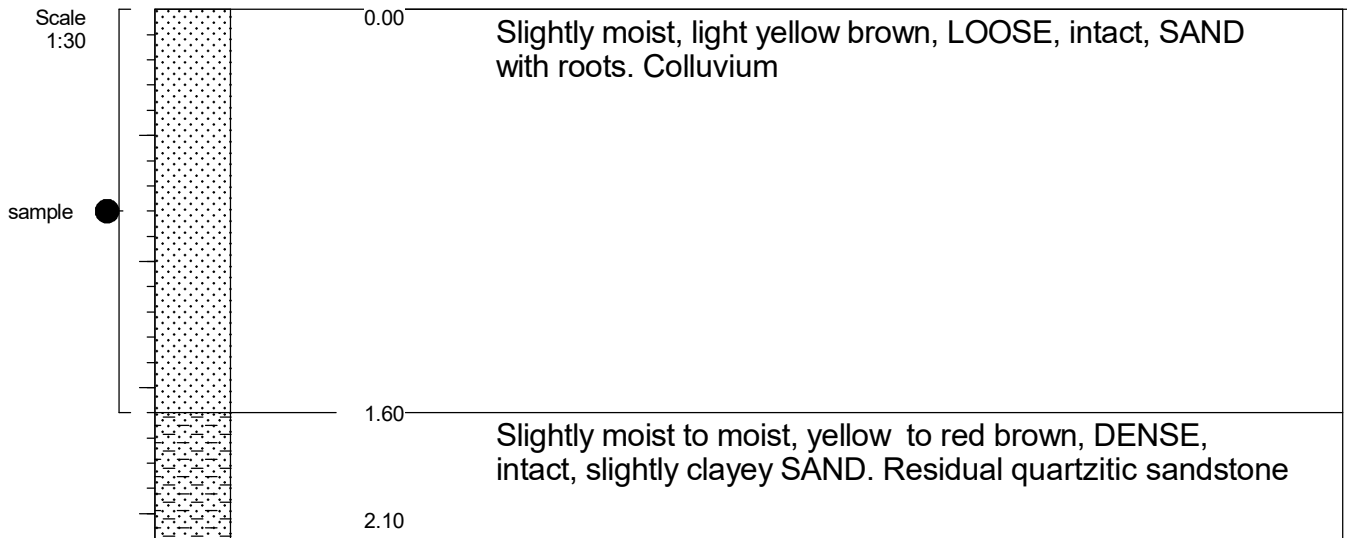 Scale
1:30
0.00
Slightly moist, light yellow brown, LOOSE, intact, SAND
with roots. Colluvium
sample
1.60
Slightly moist to moist, yellow  to red brown, DENSE,
intact, slightly clayey SAND. Residual quartzitic sandstone
2.10